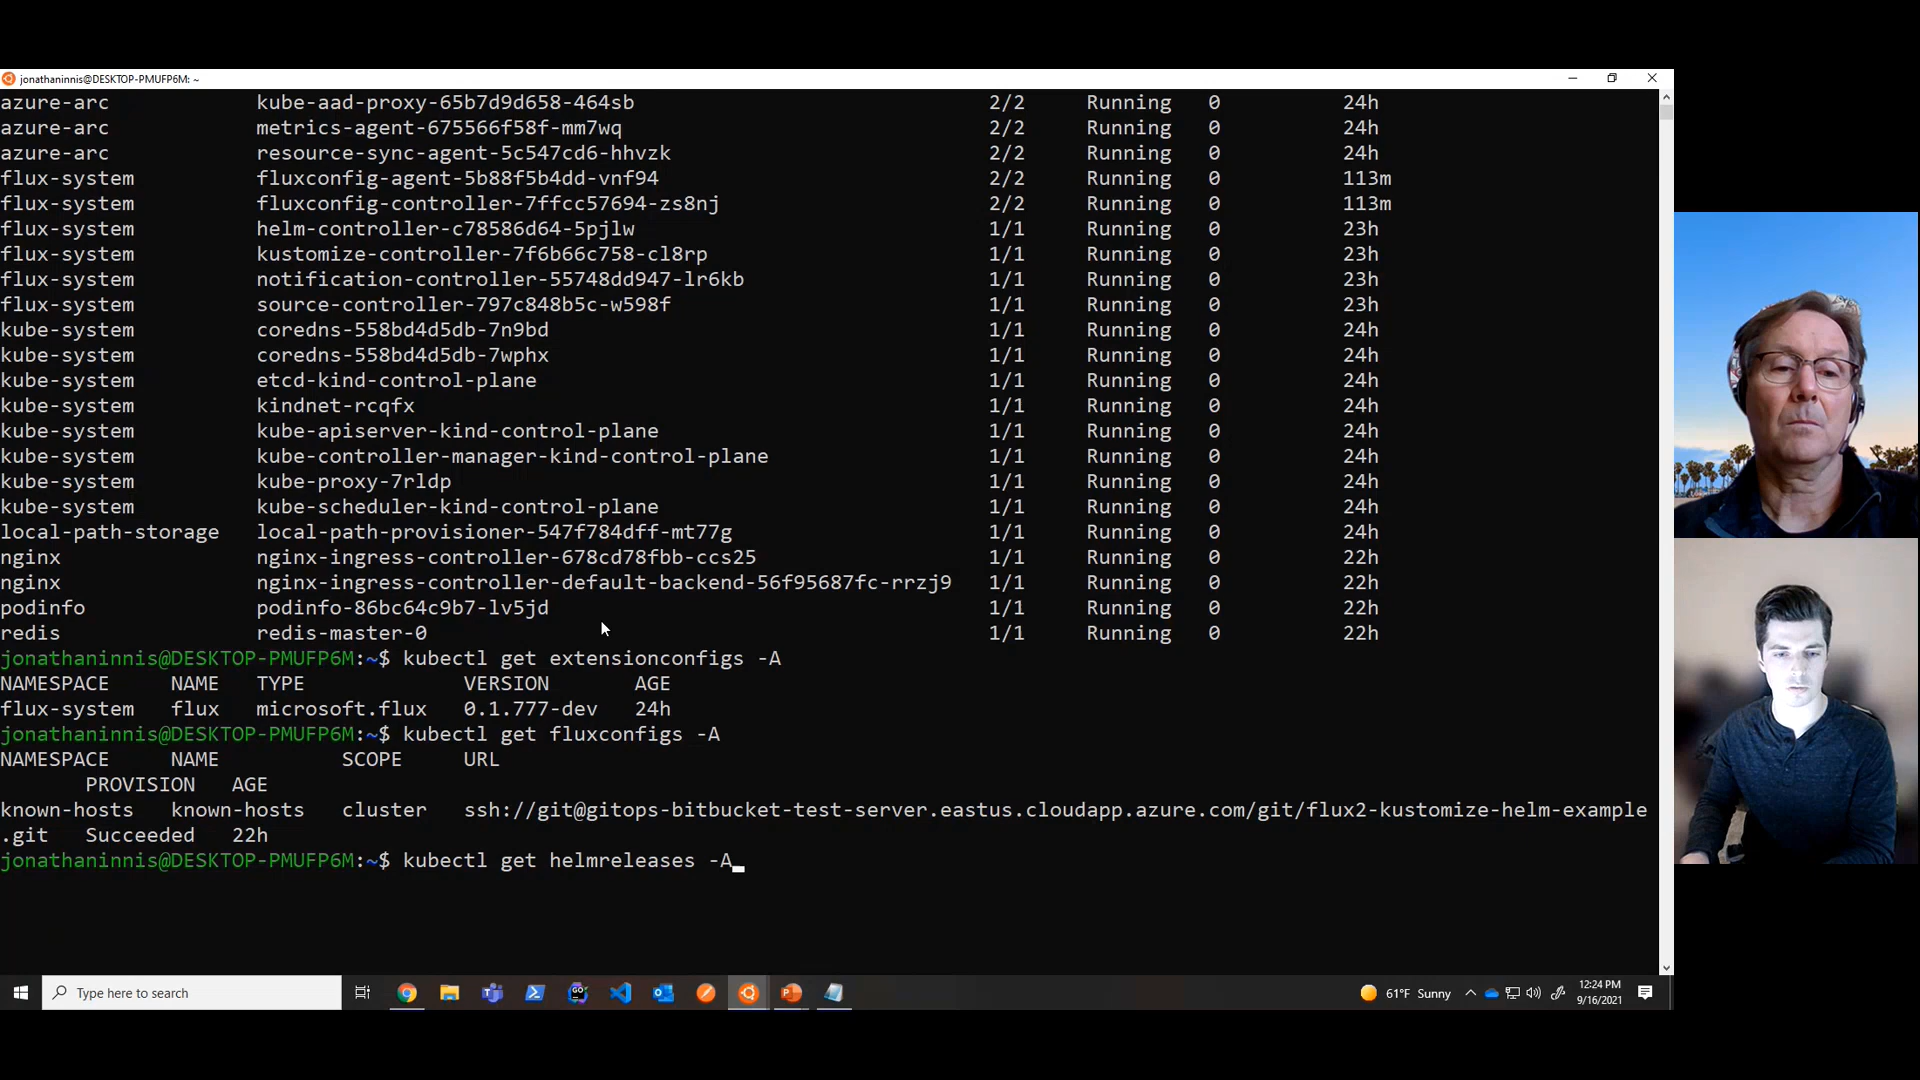 jonathaninnis@DESKTOP-PMUFP6M: ~
azure-arc kube-aad-proxy-65b7d9d658-464sb 2/2 Running 0 24h
azure-arc metrics-agent-675566f58f-mm7wq 2/2 Running 0 24h
azure-arc resource-sync-agent-5c547cd6-hhvzk 2/2 Running 0 24h
flux-system fluxconfig-agent-5b88f5b4dd-vnf94 2/2 Running 0 113m
flux-system fluxconfig-controller-7ffcc57694-zs8nj 2/2 Running 0 113m
flux-system helm-controller-c78586d64-5pjlw 1/1 Running 0 23h
flux-system kustomize-controller-7f6b66c758-cl8rp 1/1 Running 0 23h
flux-system notification-controller-55748dd947-lr6kb 1/1 Running 0 23h
flux-system source-controller-797c848b5c-w598f 1/1 Running 0 23h
kube-system coredns-558bd4d5db-7n9bd 1/1 Running 0 24h
kube-system coredns-558bd4d5db-7wphx 1/1 Running 0 24h
kube-system etcd-kind-control-plane 1/1 Running 0 24h
kube-system kindnet-rcqfx 1/1 Running 0 24h
kube-system kube-apiserver-kind-control-plane 1/1 Running 0 24h
kube-system kube-controller-manager-kind-control-plane 1/1 Running 0 24h
kube-system kube-proxy-7rldp 1/1 Running 0 24h
kube-system kube-scheduler-kind-control-plane 1/1 Running 0 24h
local-path-storage local-path-provisioner-547f784dff-mt77g 1/1 Running 0 24h
nginx nginx-ingress-controller-678cd78fbb-ccs25 1/1 Running 0 22h
nginx nginx-ingress-controller-default-backend-56f95687fc-rrzj9 1/1 Running 0 22h
podinfo podinfo-86bc64c9b7-lv5jd 1/1 Running 0 22h
redis redis-master-0 1/1 Running 0 22h
jonathaninnis@DESKTOP-PMUFP6M:~$ kubectl get extensionconfigs -A
NAMESPACE NAME TYPE VERSION AGE
flux-system flux microsoft.flux 0.1.777-dev 24h
jonathaninnis@DESKTOP-PMUFP6M:~$ kubectl get fluxconfigs -A
NAMESPACE NAME SCOPE URL
PROVISION AGE
known-hosts known-hosts cluster ssh://git@gitops-bitbucket-test-server.eastus.cloudapp.azure.com/git/flux2-kustomize-helm-example
.git Succeeded 22h
jonathaninnis@DESKTOP-PMUFP6M:~$ kubectl get helmreleases -A
Type here to search
61°F Sunny
12:24 PM
9/16/2021